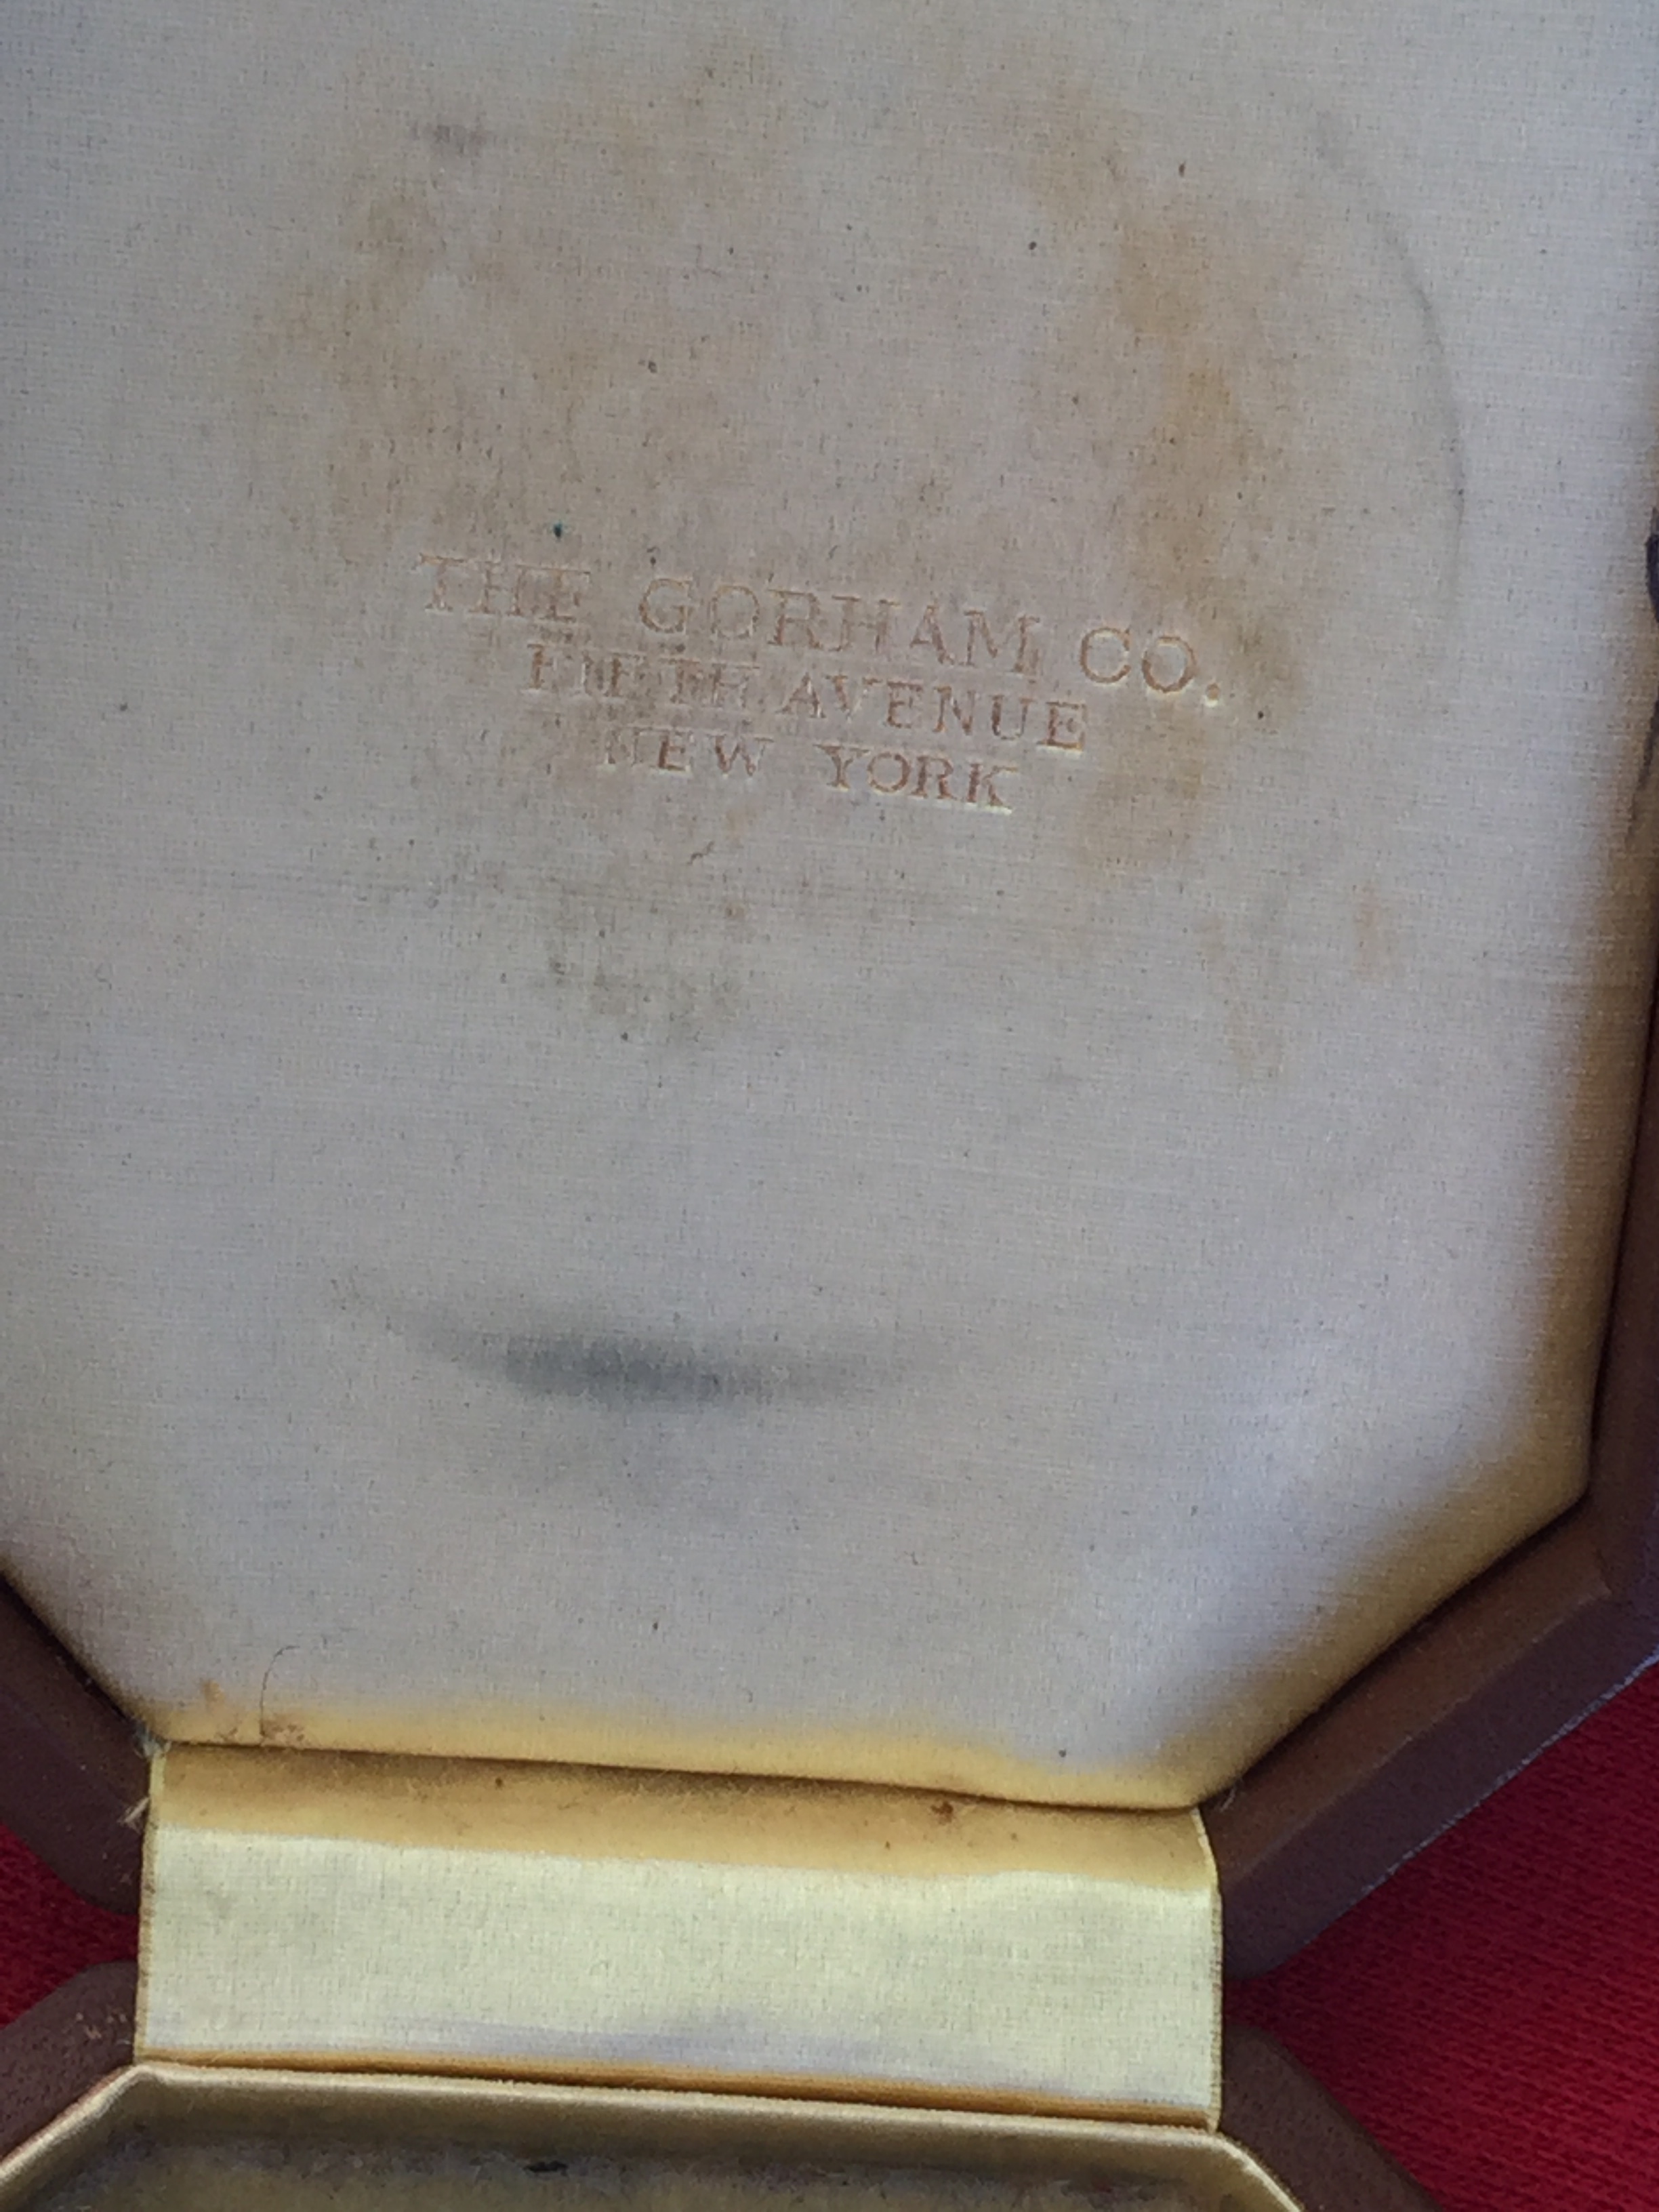 THE GORHAM CO.
FIFTH AVENUE
NEW YORK